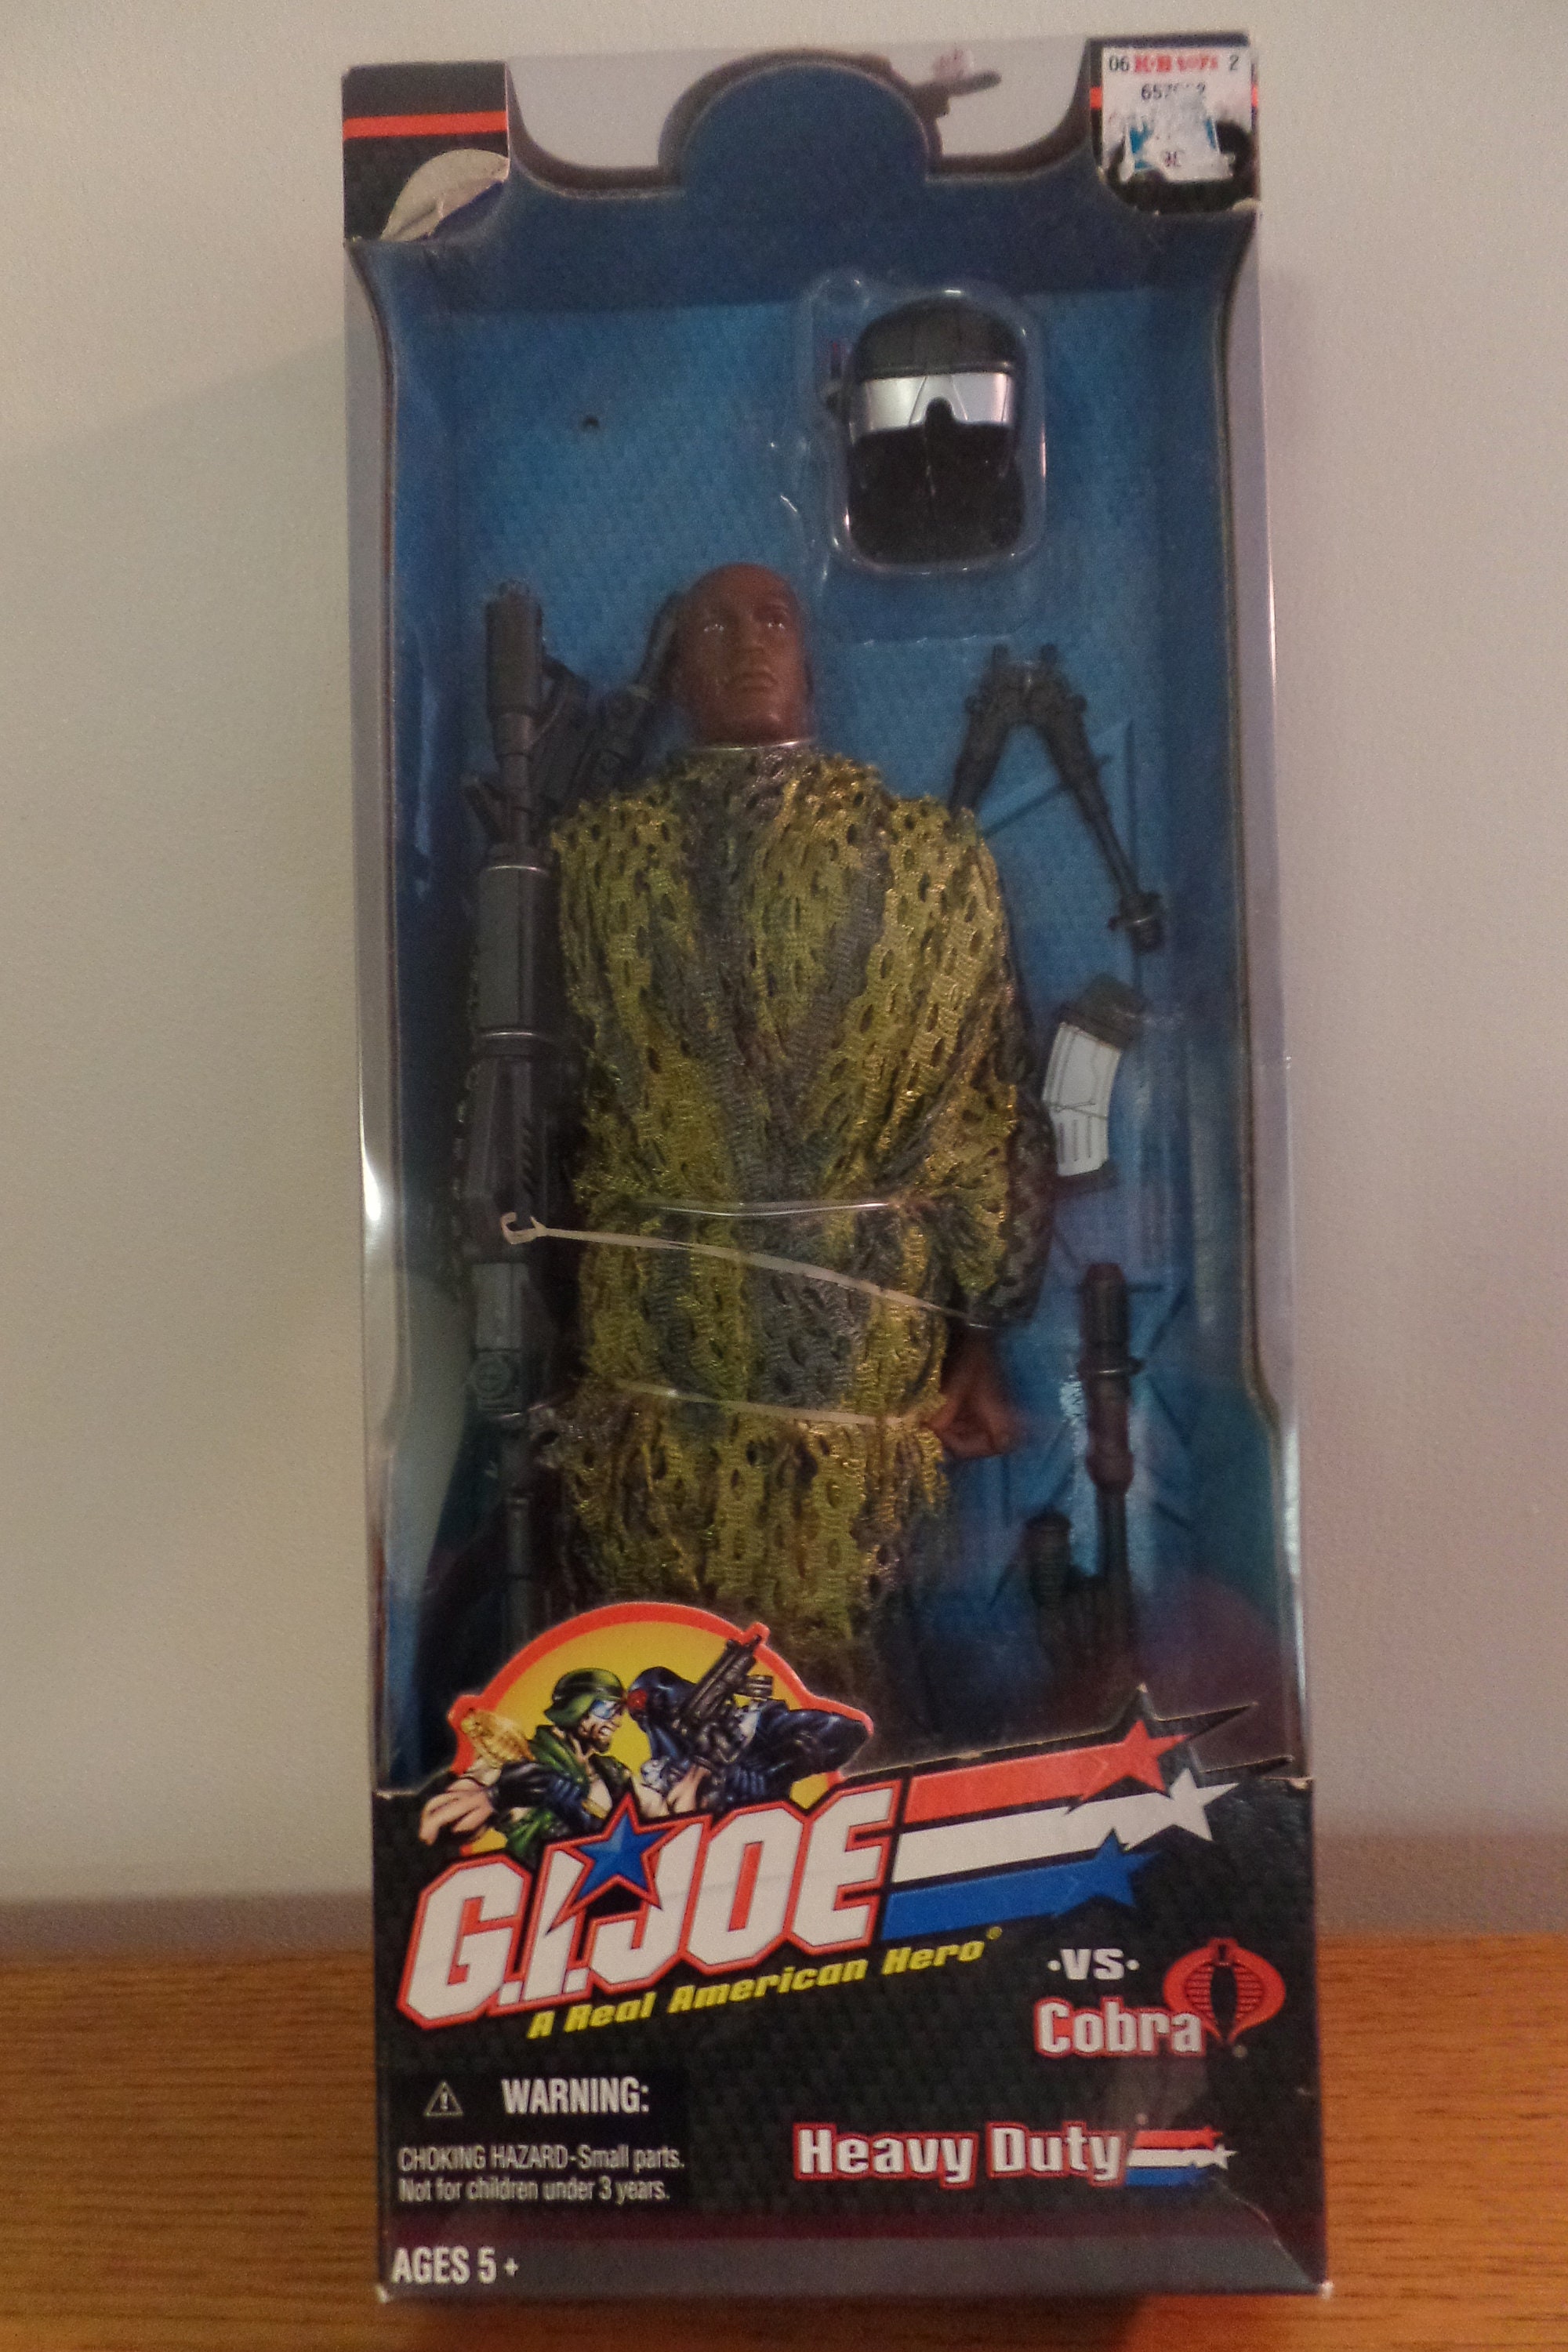 06 K·B toys 2
G.I. JOE
A Real American Hero®
·VS·
Cobra
WARNING:
CHOKING HAZARD-Small parts.
Not for children under 3 years.
Heavy Duty
AGES 5+